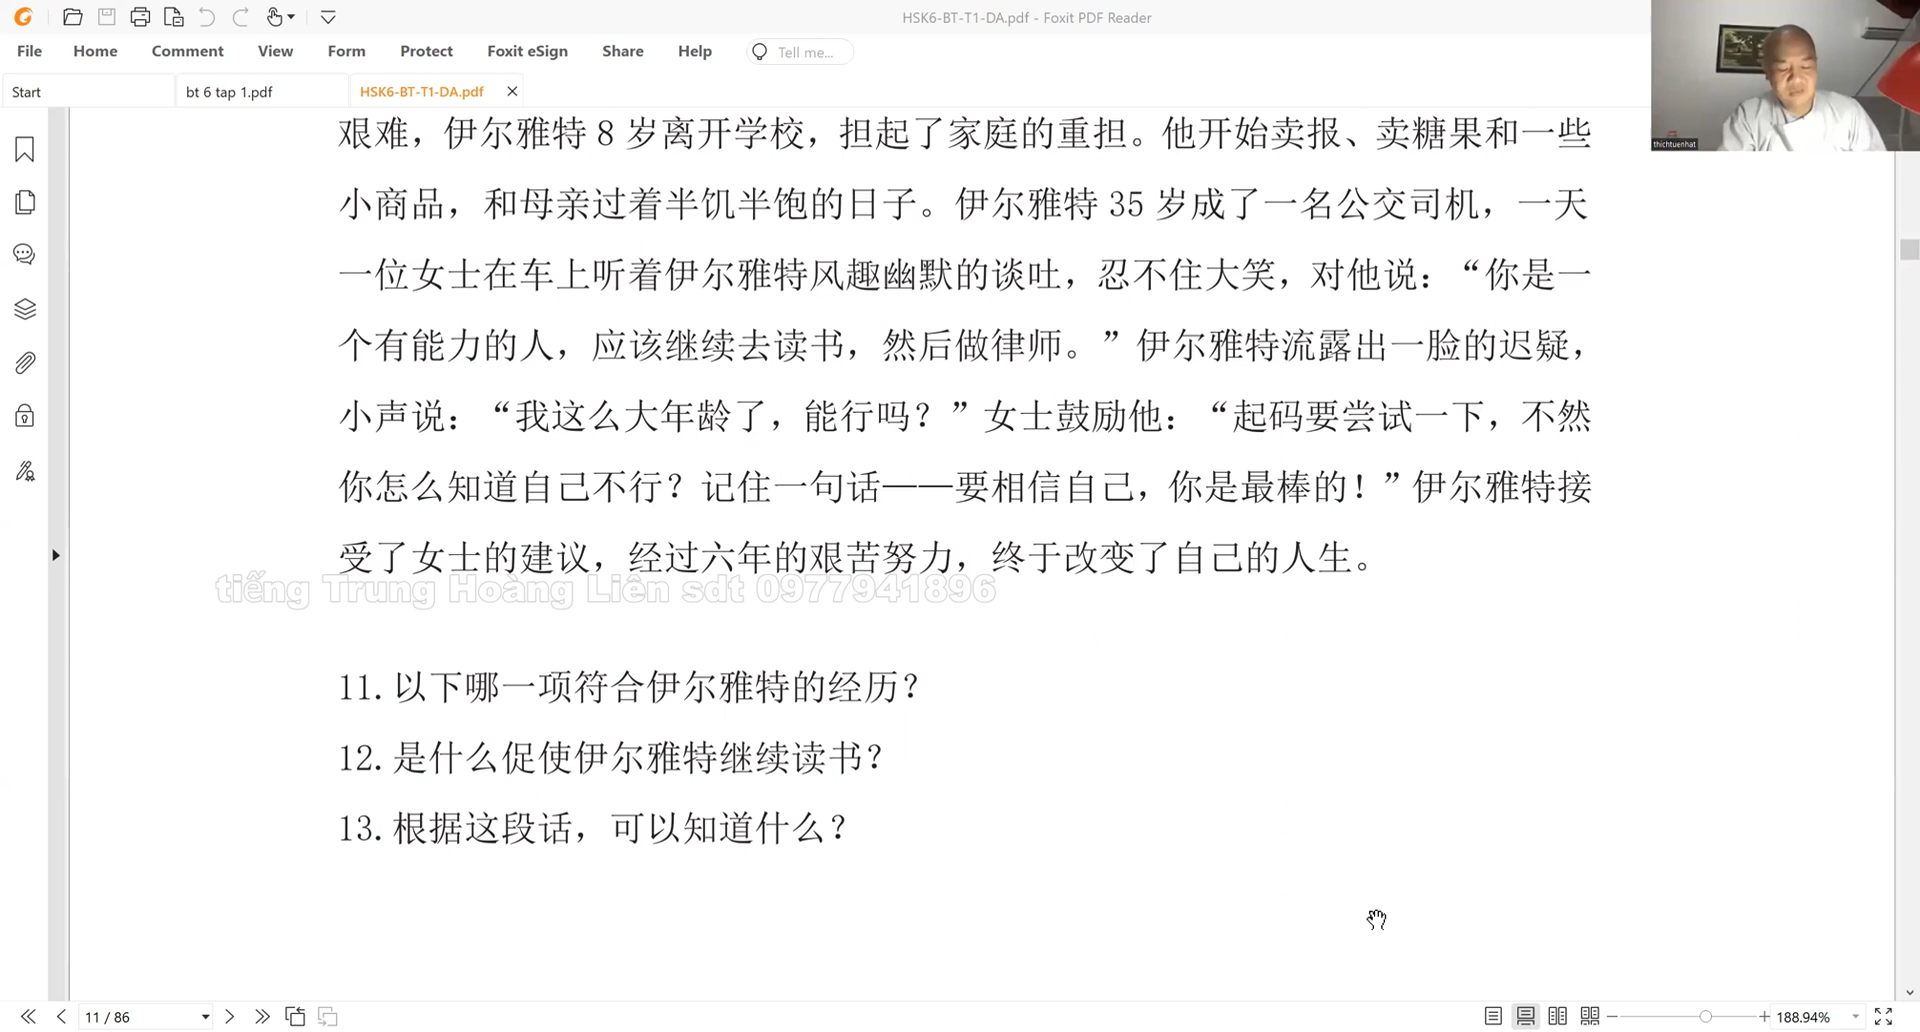 HSK6-BT-T1-DA.pdf - Foxit PDF Reader
File Home Comment View Form Protect Foxit eSign Share Help Tell me...
Start bt 6 tap 1.pdf HSK6-BT-T1-DA.pdf
thichtuenhat
艰难，伊尔雅特 8 岁离开学校，担起了家庭的重担。他开始卖报、卖糖果和一些
小商品，和母亲过着半饥半饱的日子。伊尔雅特 35 岁成了一名公交司机，一天
一位女士在车上听着伊尔雅特风趣幽默的谈吐，忍不住大笑，对他说：“你是一
个有能力的人，应该继续去读书，然后做律师。”伊尔雅特流露出一脸的迟疑，
小声说：“我这么大年龄了，能行吗？”女士鼓励他：“起码要尝试一下，不然
你怎么知道自己不行？记住一句话——要相信自己，你是最棒的！”伊尔雅特接
受了女士的建议，经过六年的艰苦努力，终于改变了自己的人生。
tiếng Trung Hoàng Liên sdt 0977941896
11. 以下哪一项符合伊尔雅特的经历？
12. 是什么促使伊尔雅特继续读书？
13. 根据这段话，可以知道什么？
11 / 86
188.94%